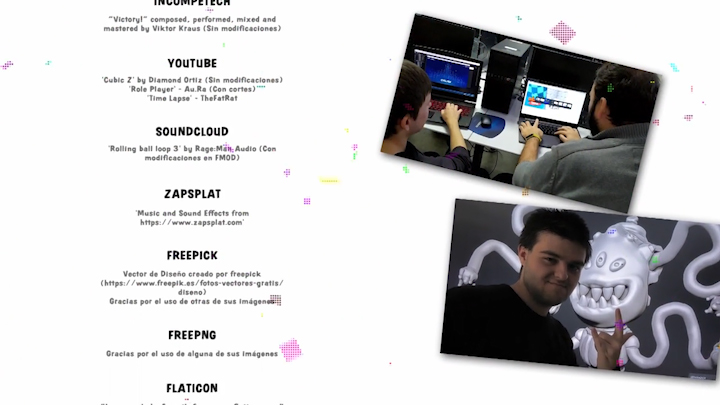 INCOMPETECH
"Victory!" composed, performed, mixed and
mastered by Viktor Kraus (Sin modificaciones)
YOUTUBE
'Cubic Z' by Diamond Ortiz (Sin modificaciones)
'Role Player' - Au.Ra (Con cortes)
'Time Lapse' - TheFatRat
SOUNDCLOUD
'Rolling ball loop 3' by Rage:Man Audio (Con
modificaciones en FMOD)
ZAPSPLAT
'Music and Sound Effects from
https://www.zapsplat.com'
FREEPICK
Vector de Diseño creado por freepick
(https://www.freepik.es/fotos-vectores-gratis/
diseno)
Gracias por el uso de otras de sus imágenes
FREEPNG
Gracias por el uso de alguna de sus imágenes
FLATICON